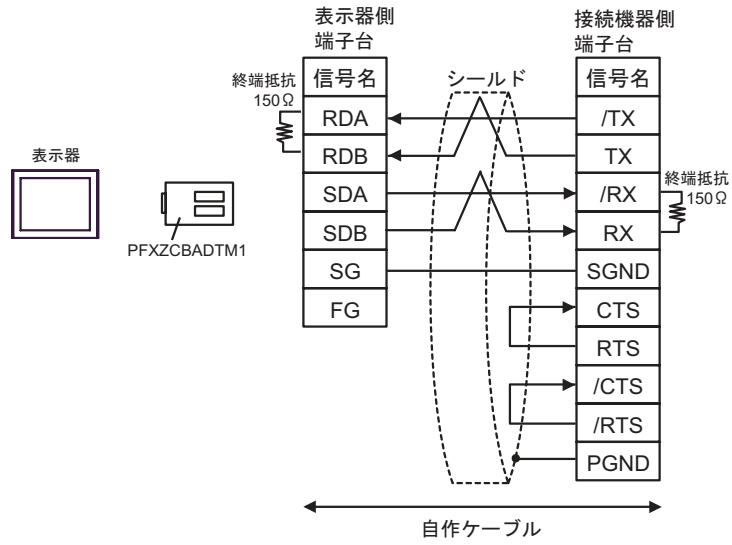 表示器側
端子台
接続機器側
端子台
終端抵抗
150Ω
信号名
シールド
信号名
RDA
/TX
RDB
TX
表示器
SDA
/RX
終端抵抗
150Ω
SDB
RX
PFXZCBADTM1
SG
SGND
FG
CTS
RTS
/CTS
/RTS
PGND
自作ケーブル